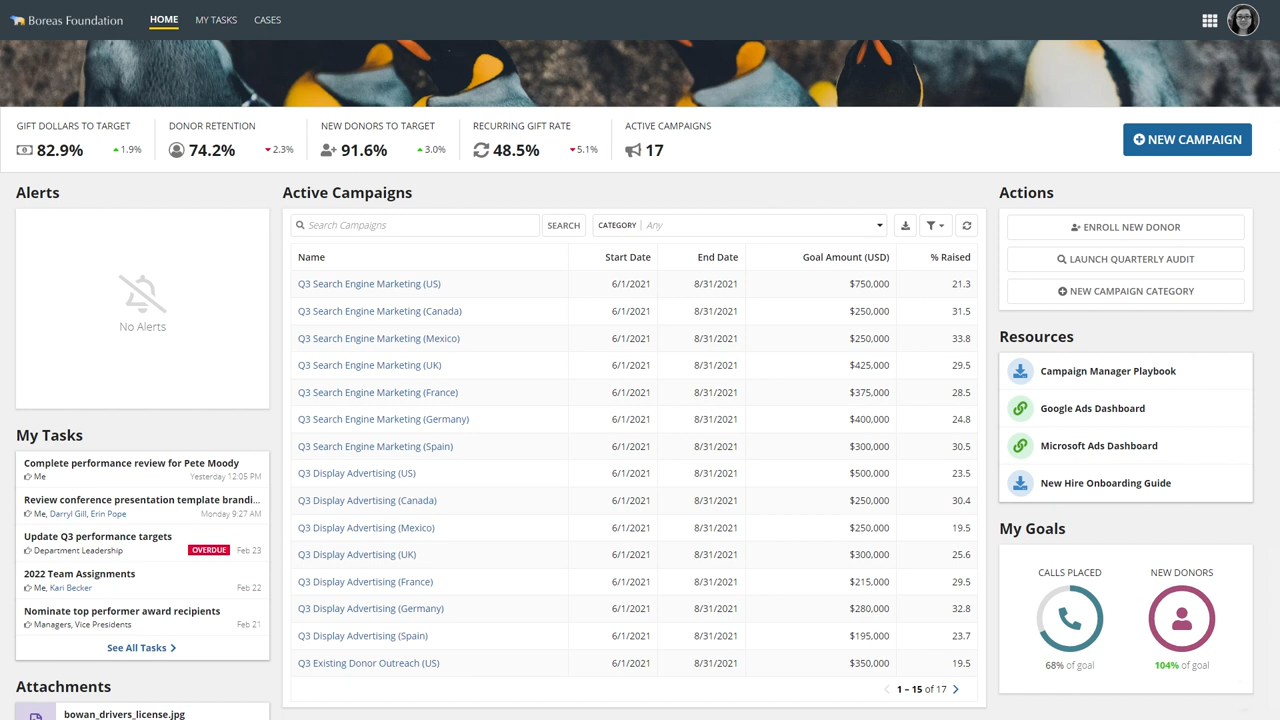 Boreas Foundation HOME MY TASKS CASES
GIFT DOLLARS TO TARGET
82.9% 1.9%
DONOR RETENTION
74.2% 2.3%
NEW DONORS TO TARGET
91.6% 3.0%
RECURRING GIFT RATE
48.5% 5.1%
ACTIVE CAMPAIGNS
17
NEW CAMPAIGN
Alerts
No Alerts
My Tasks
Complete performance review for Pete Moody
Me Yesterday 12:05 PM
Review conference presentation template brandi...
Me, Darryl Gill, Erin Pope Monday 9:27 AM
Update Q3 performance targets
Department Leadership OVERDUE Feb 23
2022 Team Assignments
Me, Kari Becker Feb 22
Nominate top performer award recipients
Managers, Vice Presidents Feb 21
See All Tasks
Attachments
bowan_drivers_license.jpg
Active Campaigns
Search Campaigns SEARCH CATEGORY Any
Name Start Date End Date Goal Amount (USD) % Raised
Q3 Search Engine Marketing (US) 6/1/2021 8/31/2021 $750,000 21.3
Q3 Search Engine Marketing (Canada) 6/1/2021 8/31/2021 $250,000 31.5
Q3 Search Engine Marketing (Mexico) 6/1/2021 8/31/2021 $250,000 33.8
Q3 Search Engine Marketing (UK) 6/1/2021 8/31/2021 $425,000 29.5
Q3 Search Engine Marketing (France) 6/1/2021 8/31/2021 $375,000 28.5
Q3 Search Engine Marketing (Germany) 6/1/2021 8/31/2021 $400,000 24.8
Q3 Search Engine Marketing (Spain) 6/1/2021 8/31/2021 $300,000 30.5
Q3 Display Advertising (US) 6/1/2021 8/31/2021 $500,000 23.5
Q3 Display Advertising (Canada) 6/1/2021 8/31/2021 $250,000 30.4
Q3 Display Advertising (Mexico) 6/1/2021 8/31/2021 $250,000 19.5
Q3 Display Advertising (UK) 6/1/2021 8/31/2021 $300,000 25.6
Q3 Display Advertising (France) 6/1/2021 8/31/2021 $215,000 29.5
Q3 Display Advertising (Germany) 6/1/2021 8/31/2021 $280,000 32.8
Q3 Display Advertising (Spain) 6/1/2021 8/31/2021 $195,000 23.7
Q3 Existing Donor Outreach (US) 6/1/2021 8/31/2021 $350,000 19.5
1 – 15 of 17
Actions
ENROLL NEW DONOR
LAUNCH QUARTERLY AUDIT
NEW CAMPAIGN CATEGORY
Resources
Campaign Manager Playbook
Google Ads Dashboard
Microsoft Ads Dashboard
New Hire Onboarding Guide
My Goals
CALLS PLACED NEW DONORS
68% of goal 104% of goal